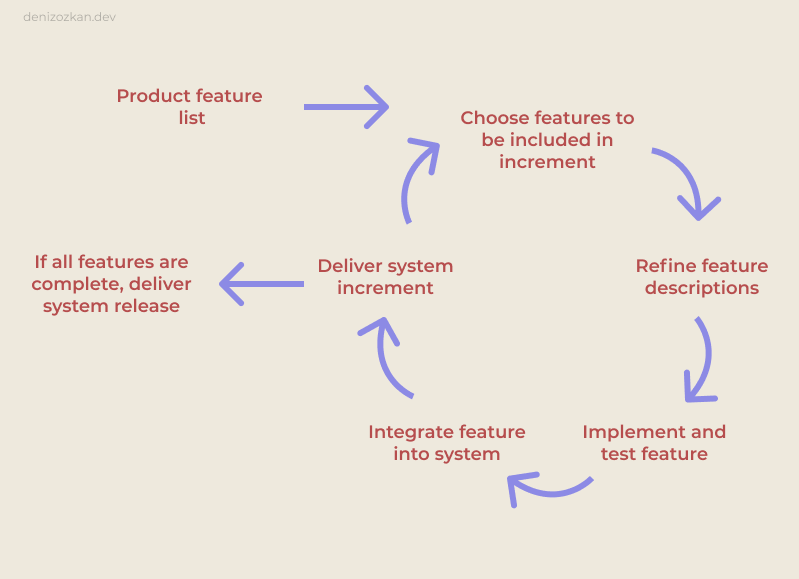 denizozkan.dev
Product feature
list
Choose features to
be included in
increment
Refine feature
descriptions
Implement and
test feature
Integrate feature
into system
Deliver system
increment
If all features are
complete, deliver
system release